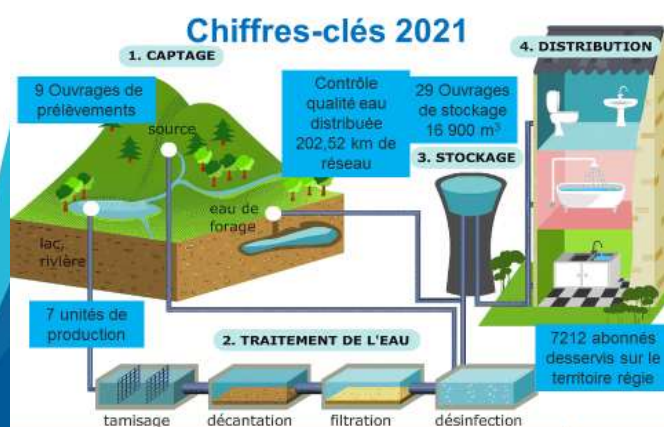 Chiffres-clés 2021
1. CAPTAGE
9 Ouvrages de
prélèvements
source
lac,
rivière
eau de
forage
Contrôle
qualité eau
distribuée
202,52 km de
réseau
29 Ouvrages
de stockage
16 900 m³
3. STOCKAGE
4. DISTRIBUTION
7 unités de
production
2. TRAITEMENT DE L'EAU
tamisage
décantation
filtration
désinfection
7212 abonnés
desservis sur le
territoire régie